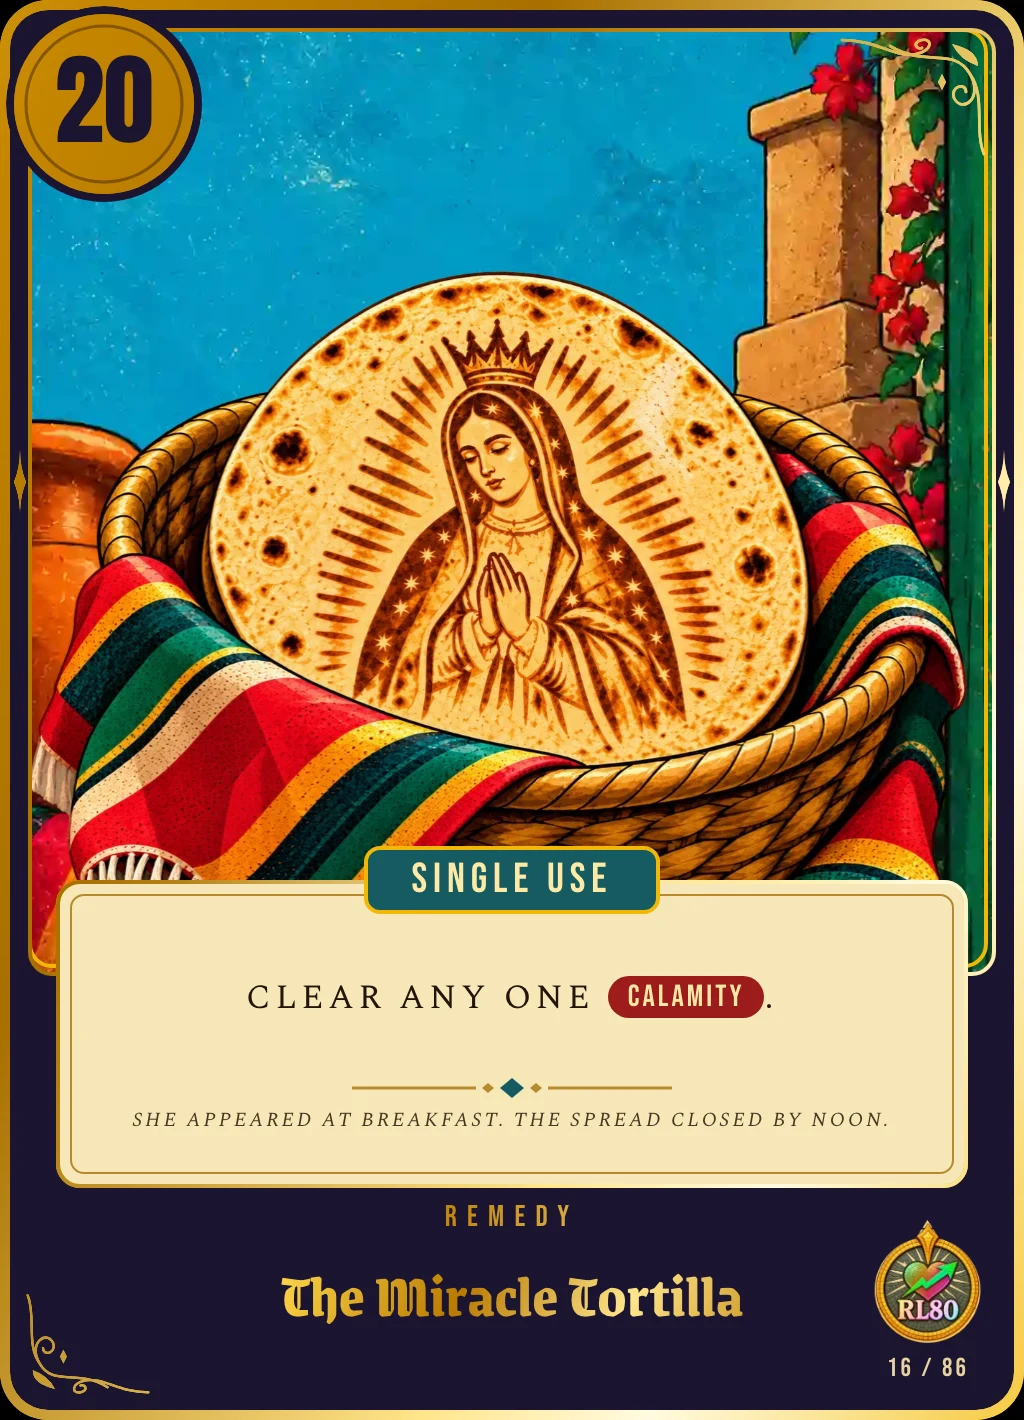 20
SINGLE USE
CLEAR ANY ONE CALAMITY.
SHE APPEARED AT BREAKFAST. THE SPREAD CLOSED BY NOON.
REMEDY
The Miracle Tortilla
RL80
16 / 86